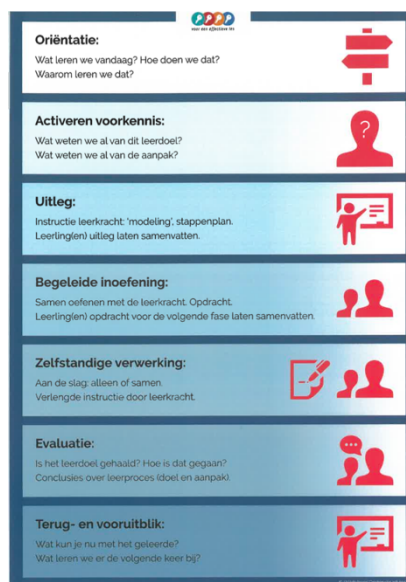 voor een effectieve les
Oriëntatie:
Wat leren we vandaag? Hoe doen we dat?
Waarom leren we dat?
Activeren voorkennis:
Wat weten we al van dit leerdoel?
Wat weten we al van de aanpak?
?
Uitleg:
Instructie leerkracht: 'modeling', stappenplan.
Leerling(en) uitleg laten samenvatten.
Begeleide inoefening:
Samen oefenen met de leerkracht. Opdracht.
Leerling(en) opdracht voor de volgende fase laten samenvatten.
Zelfstandige verwerking:
Aan de slag: alleen of samen.
Verlengde instructie door leerkracht.
Evaluatie:
Is het leerdoel gehaald? Hoe is dat gegaan?
Conclusies over leerproces (doel en aanpak).
Terug- en vooruitblik:
Wat kun je nu met het geleerde?
Wat leren we er de volgende keer bij?